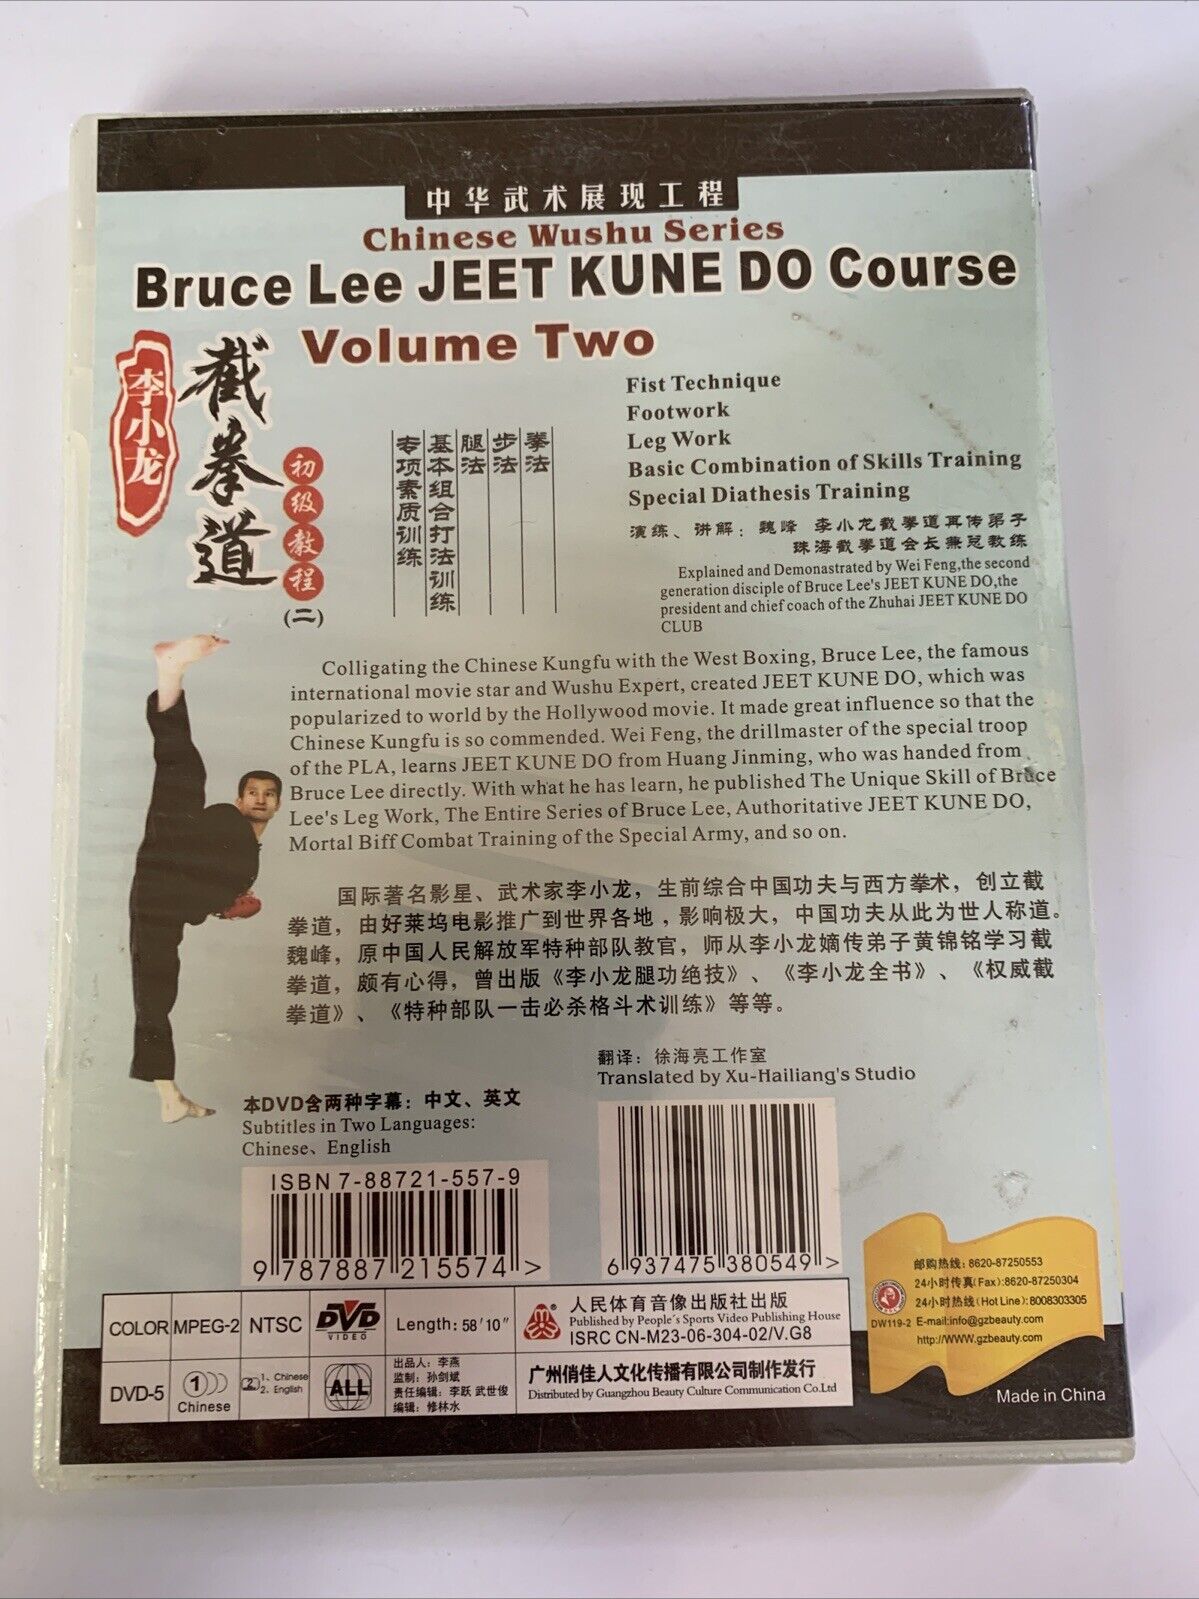 中华武术展现工程
Chinese Wushu Series
Bruce Lee JEET KUNE DO Course
Volume Two
李小龙
截拳道
初级教程
(二)
拳法
步法
腿法
基本组合打法训练
专项素质训练
Fist Technique
Footwork
Leg Work
Basic Combination of Skills Training
Special Diathesis Training
演练、讲解：魏峰 李小龙截拳道再传弟子
珠海截拳道会长兼总教练
Explained and Demonastrated by Wei Feng,the second
generation disciple of Bruce Lee's JEET KUNE DO,the
president and chief coach of the Zhuhai JEET KUNE DO
CLUB
Colligating the Chinese Kungfu with the West Boxing, Bruce Lee, the famous
international movie star and Wushu Expert, created JEET KUNE DO, which was
popularized to world by the Hollywood movie. It made great influence so that the
Chinese Kungfu is so commended. Wei Feng, the drillmaster of the special troop
of the PLA, learns JEET KUNE DO from Huang Jinming, who was handed from
Bruce Lee directly. With what he has learn, he published The Unique Skill of Bruce
Lee's Leg Work, The Entire Series of Bruce Lee, Authoritative JEET KUNE DO,
Mortal Biff Combat Training of the Special Army, and so on.
国际著名影星、武术家李小龙，生前综合中国功夫与西方拳术，创立截
拳道，由好莱坞电影推广到世界各地，影响极大，中国功夫从此为世人称道。
魏峰，原中国人民解放军特种部队教官，师从李小龙嫡传弟子黄锦铭学习截
拳道，颇有心得，曾出版《李小龙腿功绝技》、《李小龙全书》、《权威截
拳道》、《特种部队一击必杀格斗术训练》等等。
翻译：徐海亮工作室
Translated by Xu-Hailiang's Studio
本DVD含两种字幕：中文、英文
Subtitles in Two Languages:
Chinese、English
ISBN 7-88721-557-9
9 787887 215574 >
6 937475 380549 >
邮购热线：8620-87250553
24小时传真(Fax):8620-87250304
24小时热线(Hot Line):8008303305
DW119-2 E-mail:info@gzbeauty.com
http://WWW.gzbeauty.com
COLOR MPEG-2 NTSC DVD VIDEO Length: 58'10"
人民体育音像出版社出版
Published by People's Sports Video Publishing House
ISRC CN-M23-06-304-02/V.G8
DVD-5 1 Chinese 2 1、Chinese 2. English ALL
出品人：李燕
监制：孙剑斌
责任编辑：李跃 武世俊
编辑：修林水
广州俏佳人文化传播有限公司制作发行
Distributed by Guangzhou Beauty Culture Communication Co.Ltd
Made in China